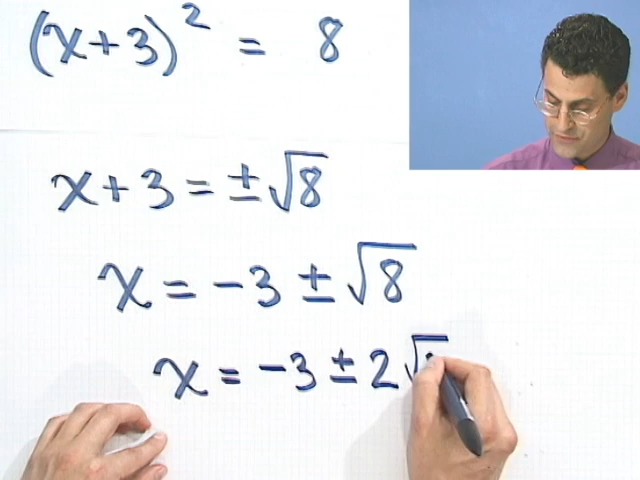 (x+3)² = 8
x+3 = ±√8
x = -3 ± √8
x = -3 ± 2√